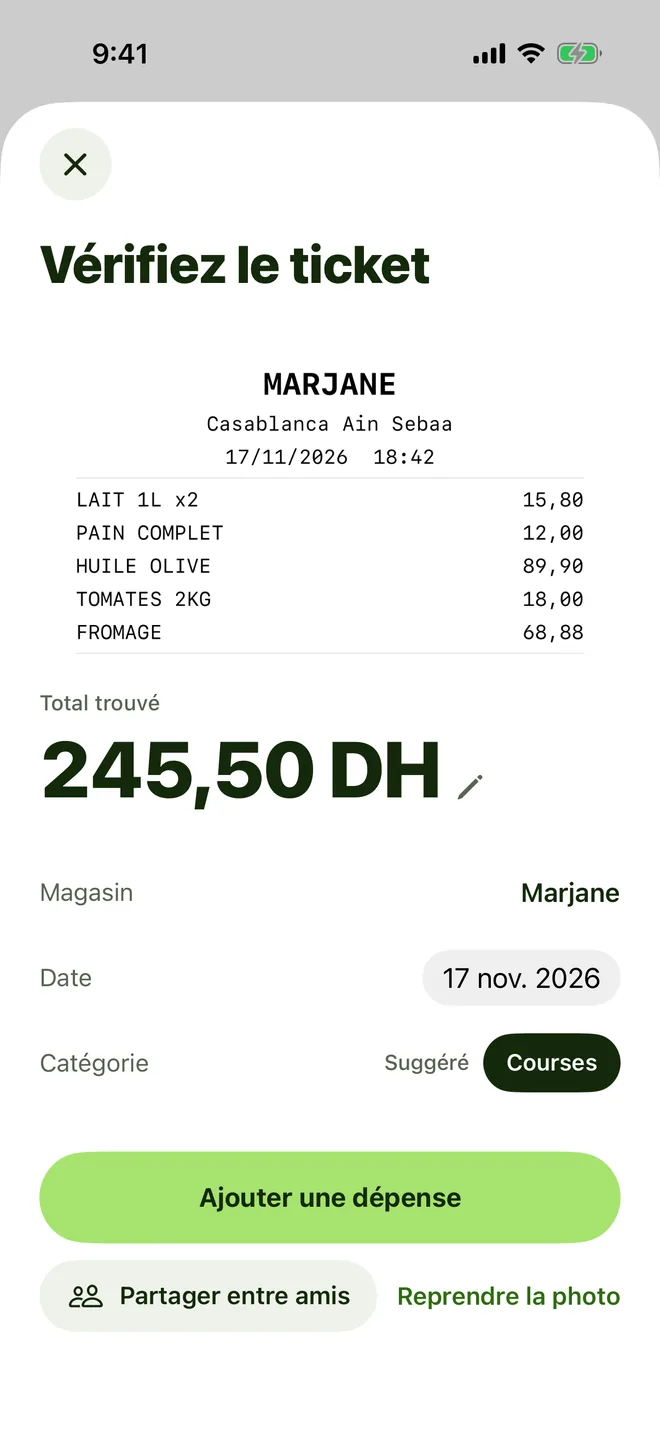 9:41
Vérifiez le ticket
MARJANE
Casablanca Ain Sebaa
17/11/2026 18:42
LAIT 1L x2 15,80
PAIN COMPLET 12,00
HUILE OLIVE 89,90
TOMATES 2KG 18,00
FROMAGE 68,88
Total trouvé
245,50 DH
Magasin Marjane
Date 17 nov. 2026
Catégorie Suggéré Courses
Ajouter une dépense
Partager entre amis Reprendre la photo